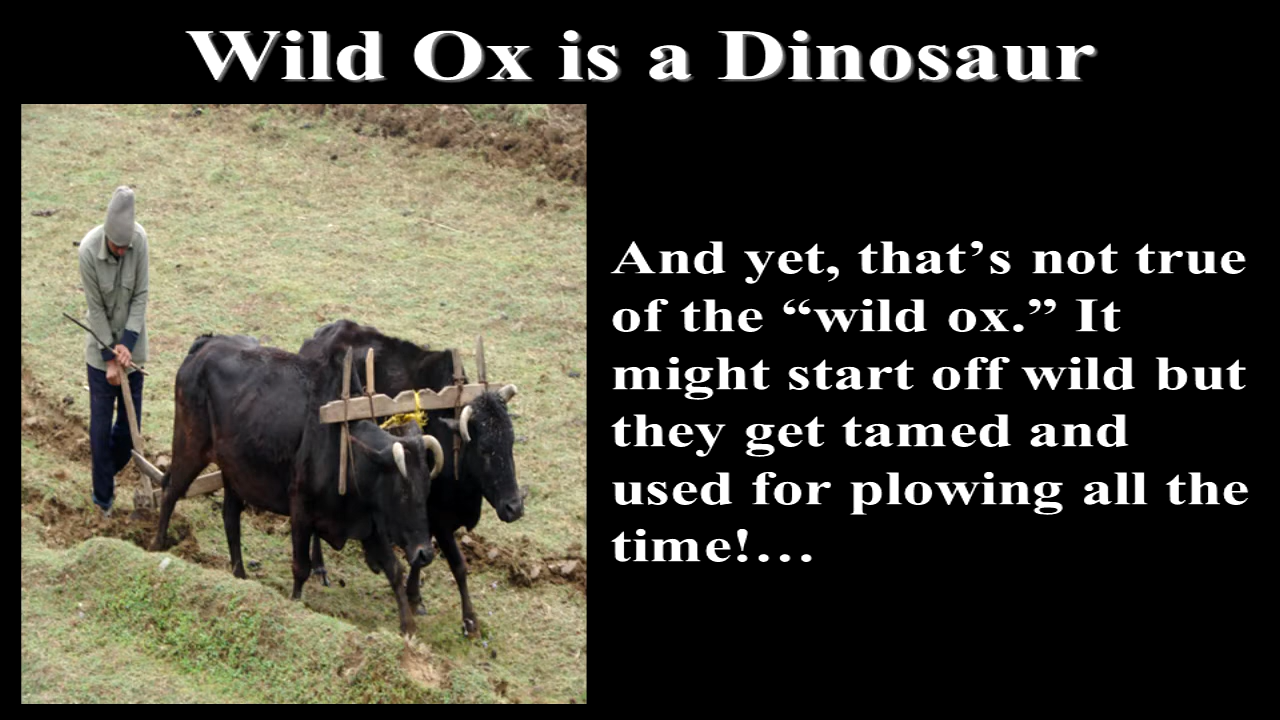 Wild Ox is a Dinosaur
And yet, that’s not true
of the “wild ox.” It
might start off wild but
they get tamed and
used for plowing all the
time!…